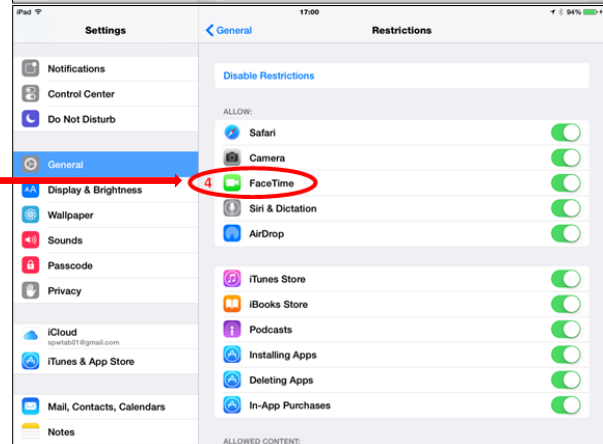 iPad 17:00 94%
Settings
General
Restrictions
Notifications
Control Center
Do Not Disturb
General
Display & Brightness
Wallpaper
Sounds
Passcode
Privacy
iCloud
spwtab01@gmail.com
iTunes & App Store
Mail, Contacts, Calendars
Notes
Disable Restrictions
ALLOW:
Safari
Camera
4 FaceTime
Siri & Dictation
AirDrop
iTunes Store
iBooks Store
Podcasts
Installing Apps
Deleting Apps
In-App Purchases
ALLOWED CONTENT: